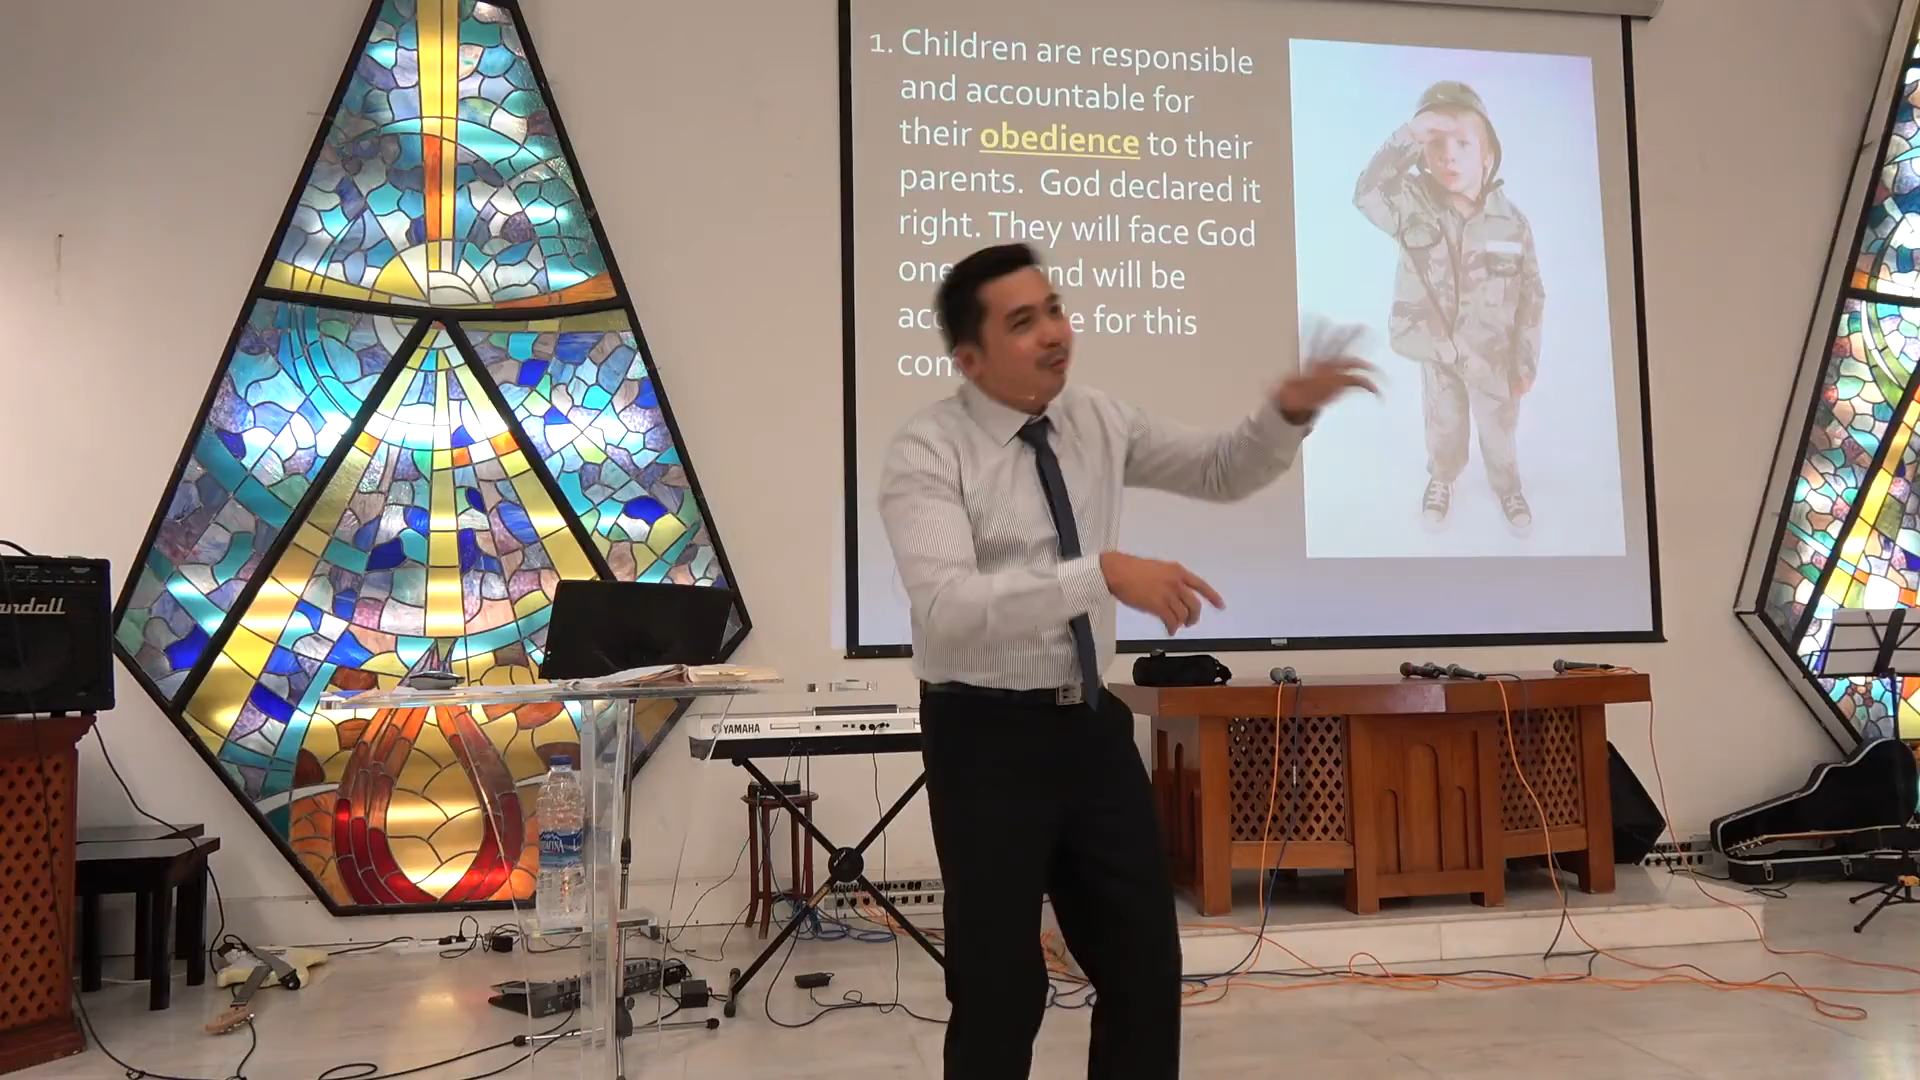 1. Children are responsible
and accountable for
their obedience to their
parents. God declared it
right. They will face God
will be
for this
YAMAHA